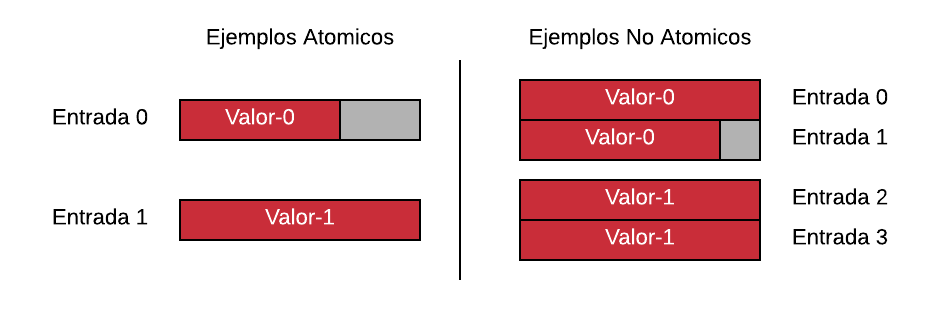 Ejemplos Atomicos
Entrada 0
Valor-0
Entrada 1
Valor-1
Ejemplos No Atomicos
Valor-0
Entrada 0
Valor-0
Entrada 1
Valor-1
Entrada 2
Valor-1
Entrada 3